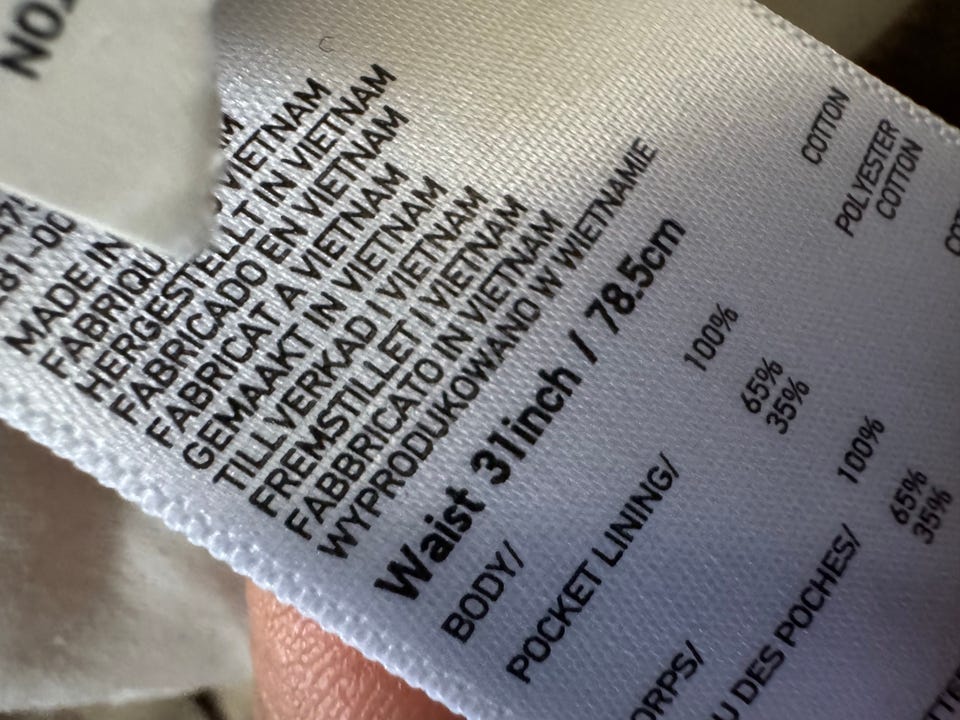 MADE IN VIETNAM
HERGESTELLT IN VIETNAM
FABRICADO EN VIETNAM
FABRICAT A VIETNAM
GEMAAKT IN VIETNAM
TILLVERKAD I VIETNAM
FREMSTILLET I VIETNAM
FABBRICATO IN VIETNAM
WYPRODUKOWANO W WIETNAMIE
Waist 31inch / 78.5cm
BODY/ 100% COTTON
POCKET LINING/ 65% POLYESTER
35% COTTON
100%
DES POCHES/ 65%
35%